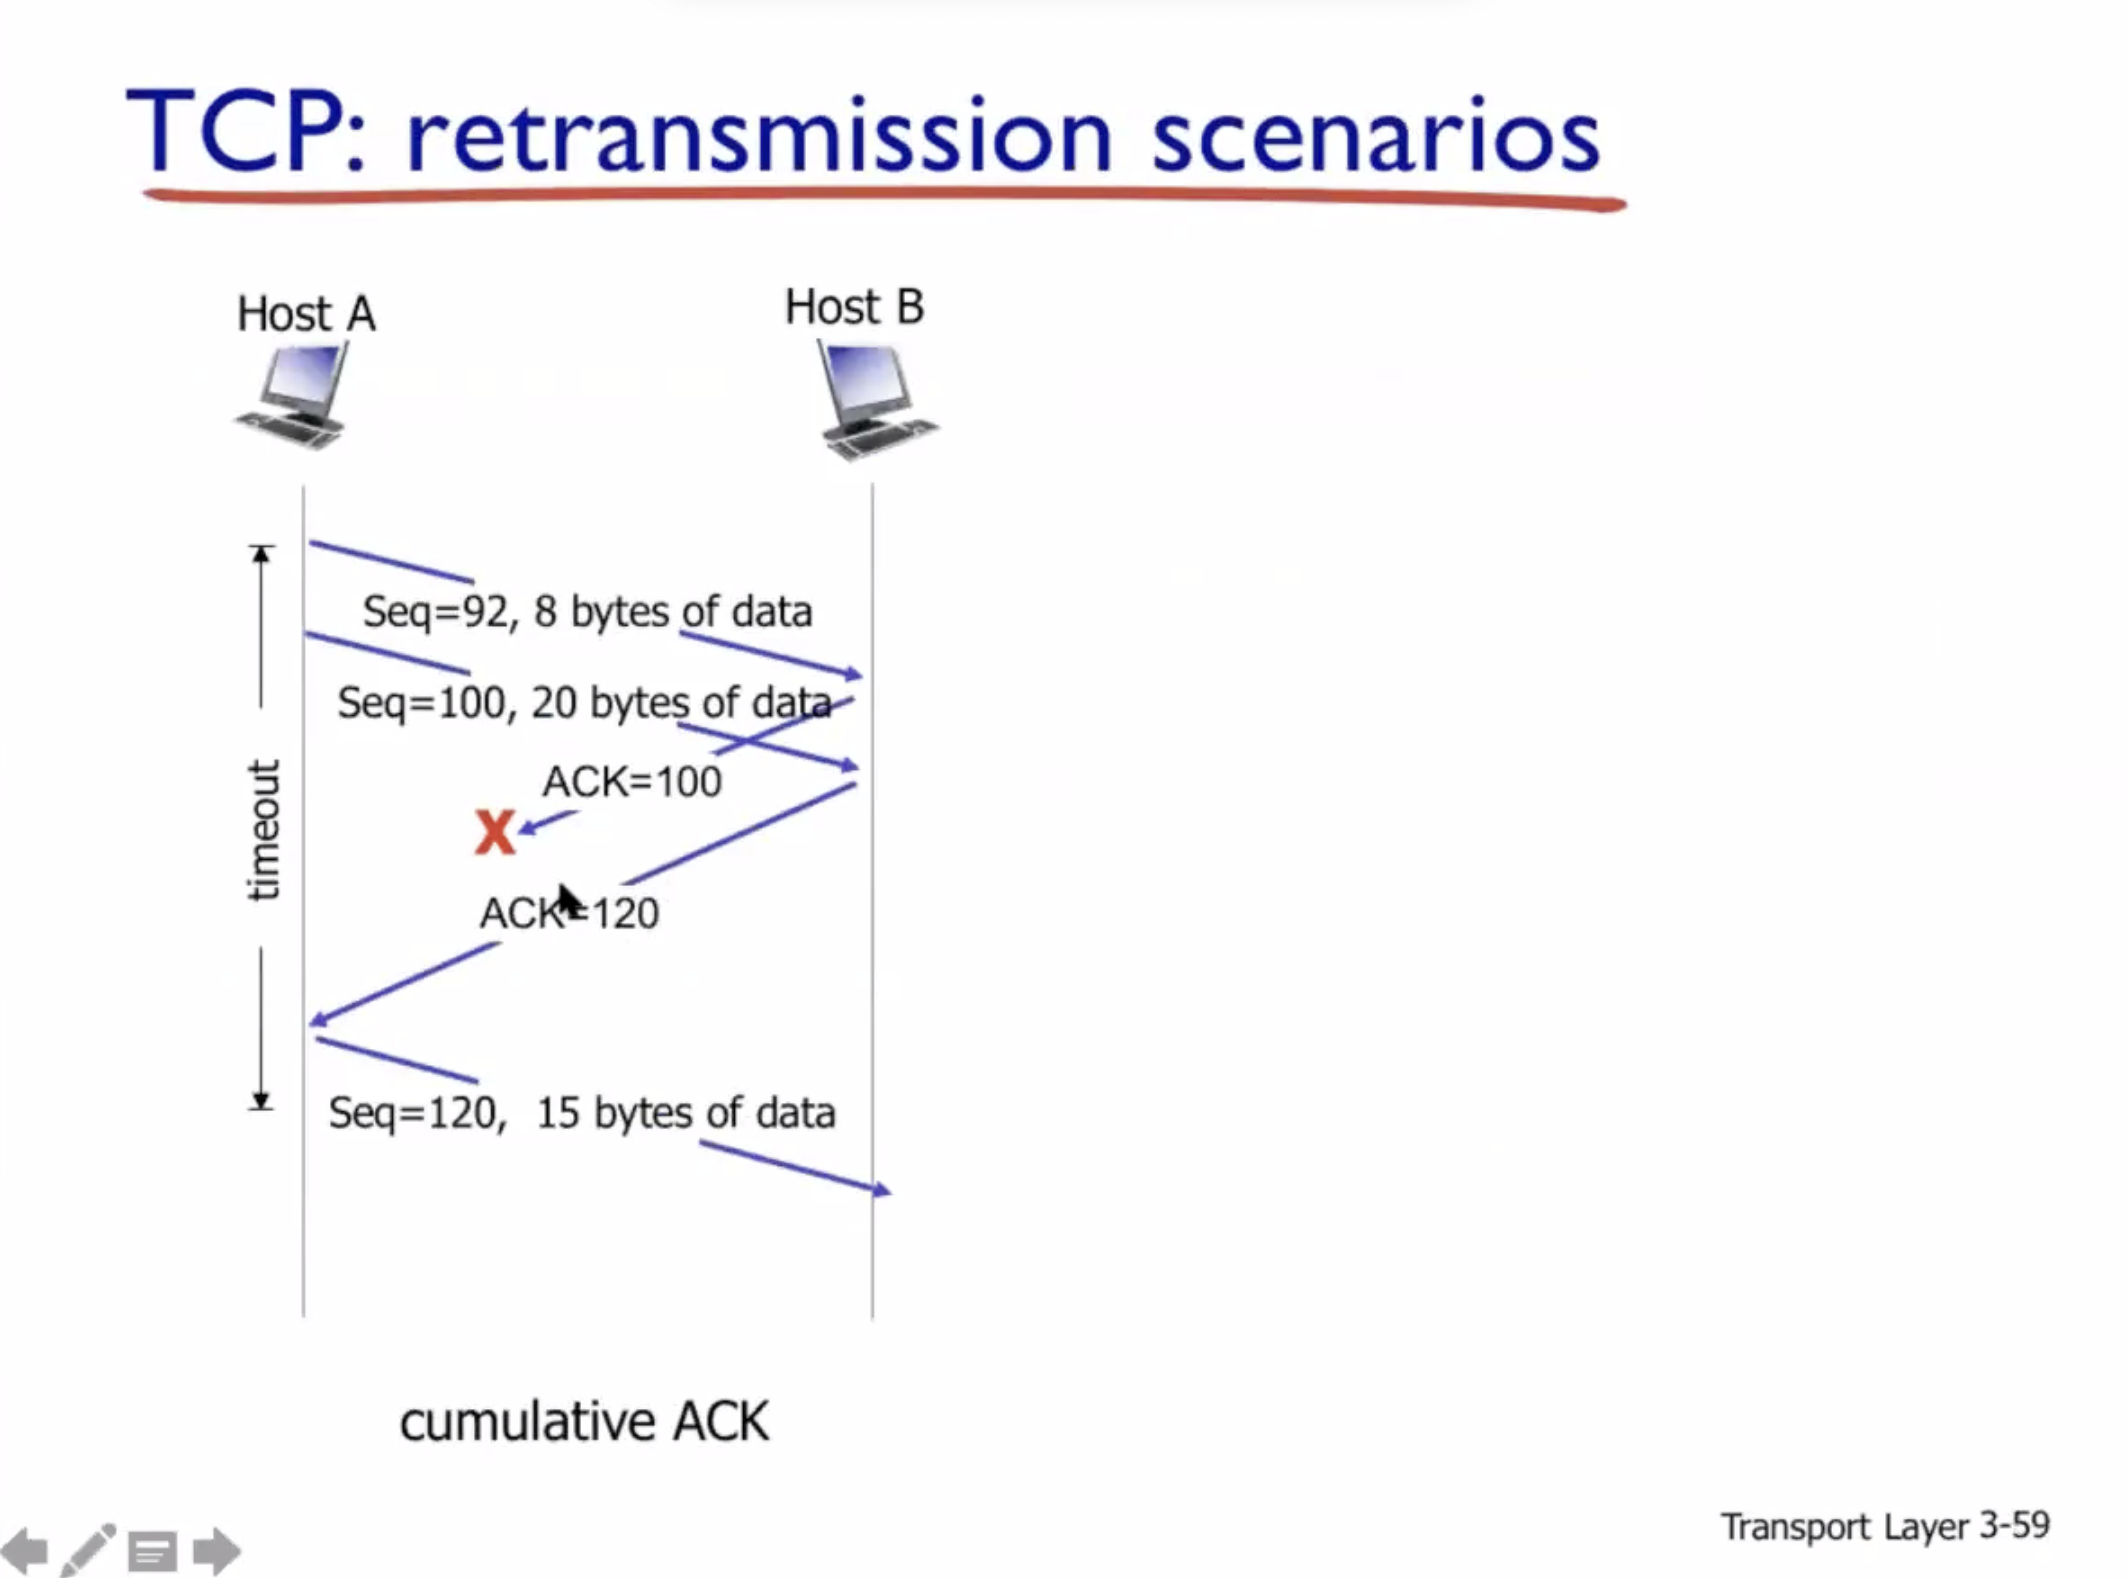 TCP: retransmission scenarios
Host A
Host B
Seq=92, 8 bytes of data
Seq=100, 20 bytes of data
ACK=100
X
timeout
ACK=120
Seq=120,  15 bytes of data
cumulative ACK
Transport Layer 3-59